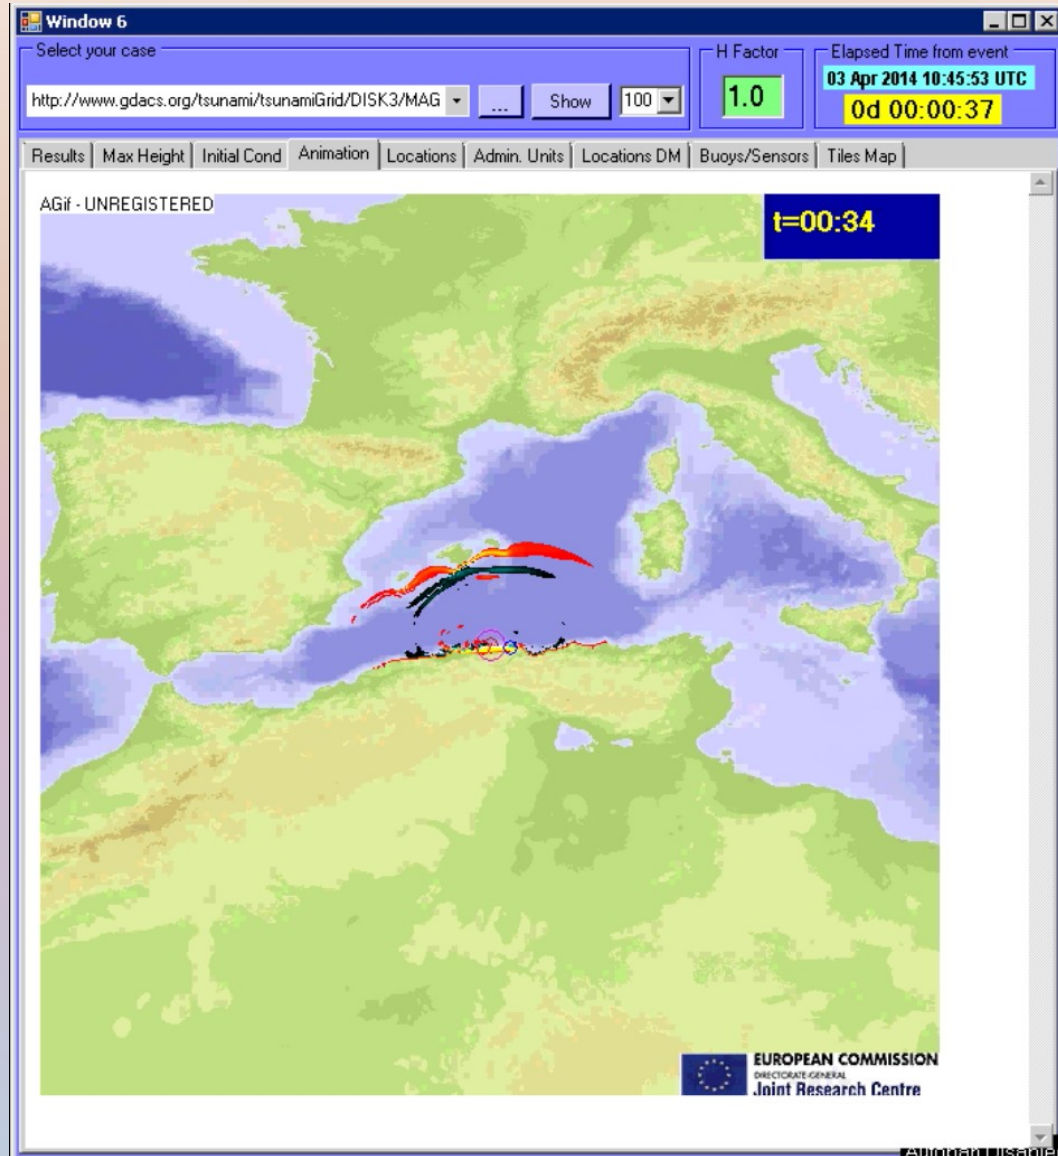 Window 6
Select your case
H Factor
Elapsed Time from event
http://www.gdacs.org/tsunami/tsunamiGrid/DISK3/MAG
...
Show
100
1.0
03 Apr 2014 10:45:53 UTC
0d 00:00:37
Results
Max Height
Initial Cond
Animation
Locations
Admin. Units
Locations DM
Buoys/Sensors
Tiles Map
AGif - UNREGISTERED
t=00:34
EUROPEAN COMMISSION
DIRECTORATE-GENERAL
Joint Research Centre